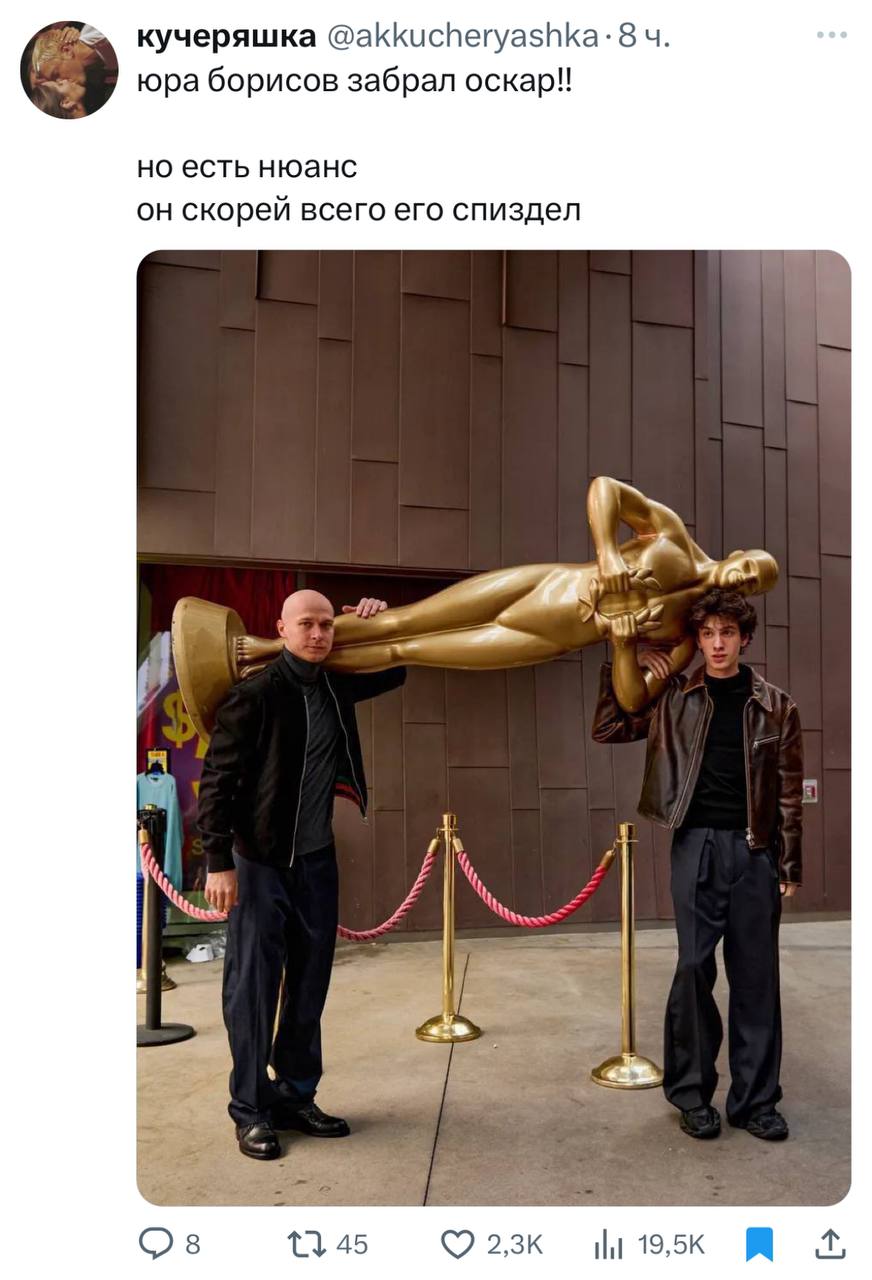 кучеряшка @akkucheryashka · 8 ч.
юра борисов забрал оскар!!
но есть нюанс
он скорей всего его спиздел
$
8 45 2,3K 19,5K